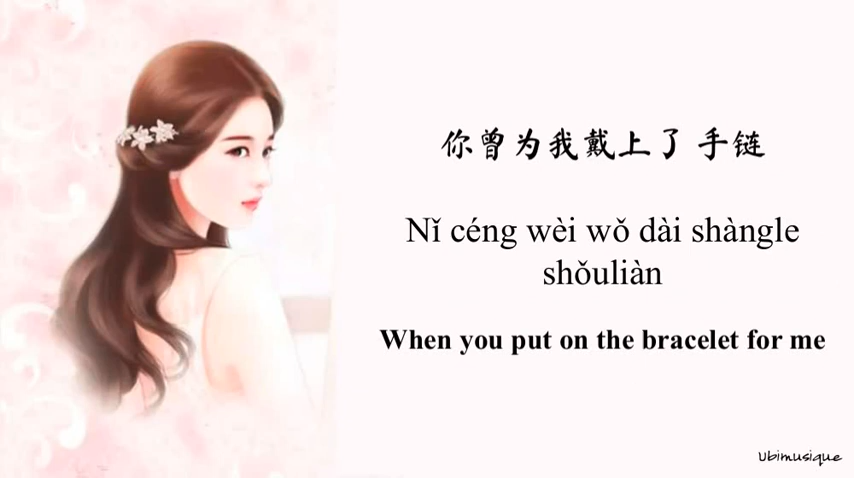 你曾为我戴上了 手链
Nǐ céng wèi wǒ dài shàngle
shǒuliàn
When you put on the bracelet for me
Ubimusique